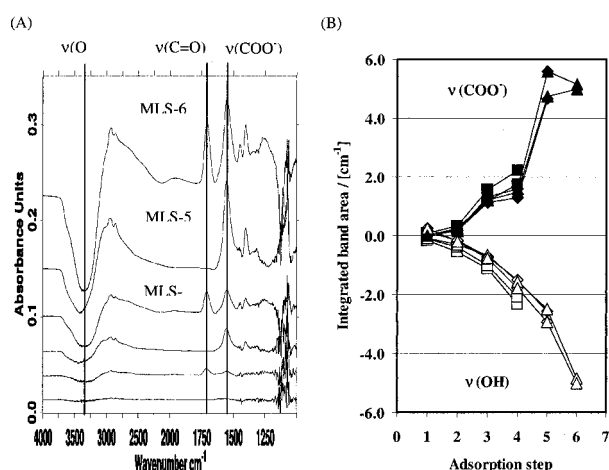 (A)
(B)
ν(O
ν(C=O)
ν(COO⁻)
MLS-6
MLS-5
MLS-
0.3
0.2
0.1
0.0
Absorbance Units
4000 3500 3000 2500 2000 1750 1500 1250
Wavenumber cm⁻¹
6.0
4.0
2.0
0.0
-2.0
-4.0
-6.0
Integrated band area / [cm⁻¹]
ν(COO⁻)
ν(OH)
0 1 2 3 4 5 6 7
Adsorption step